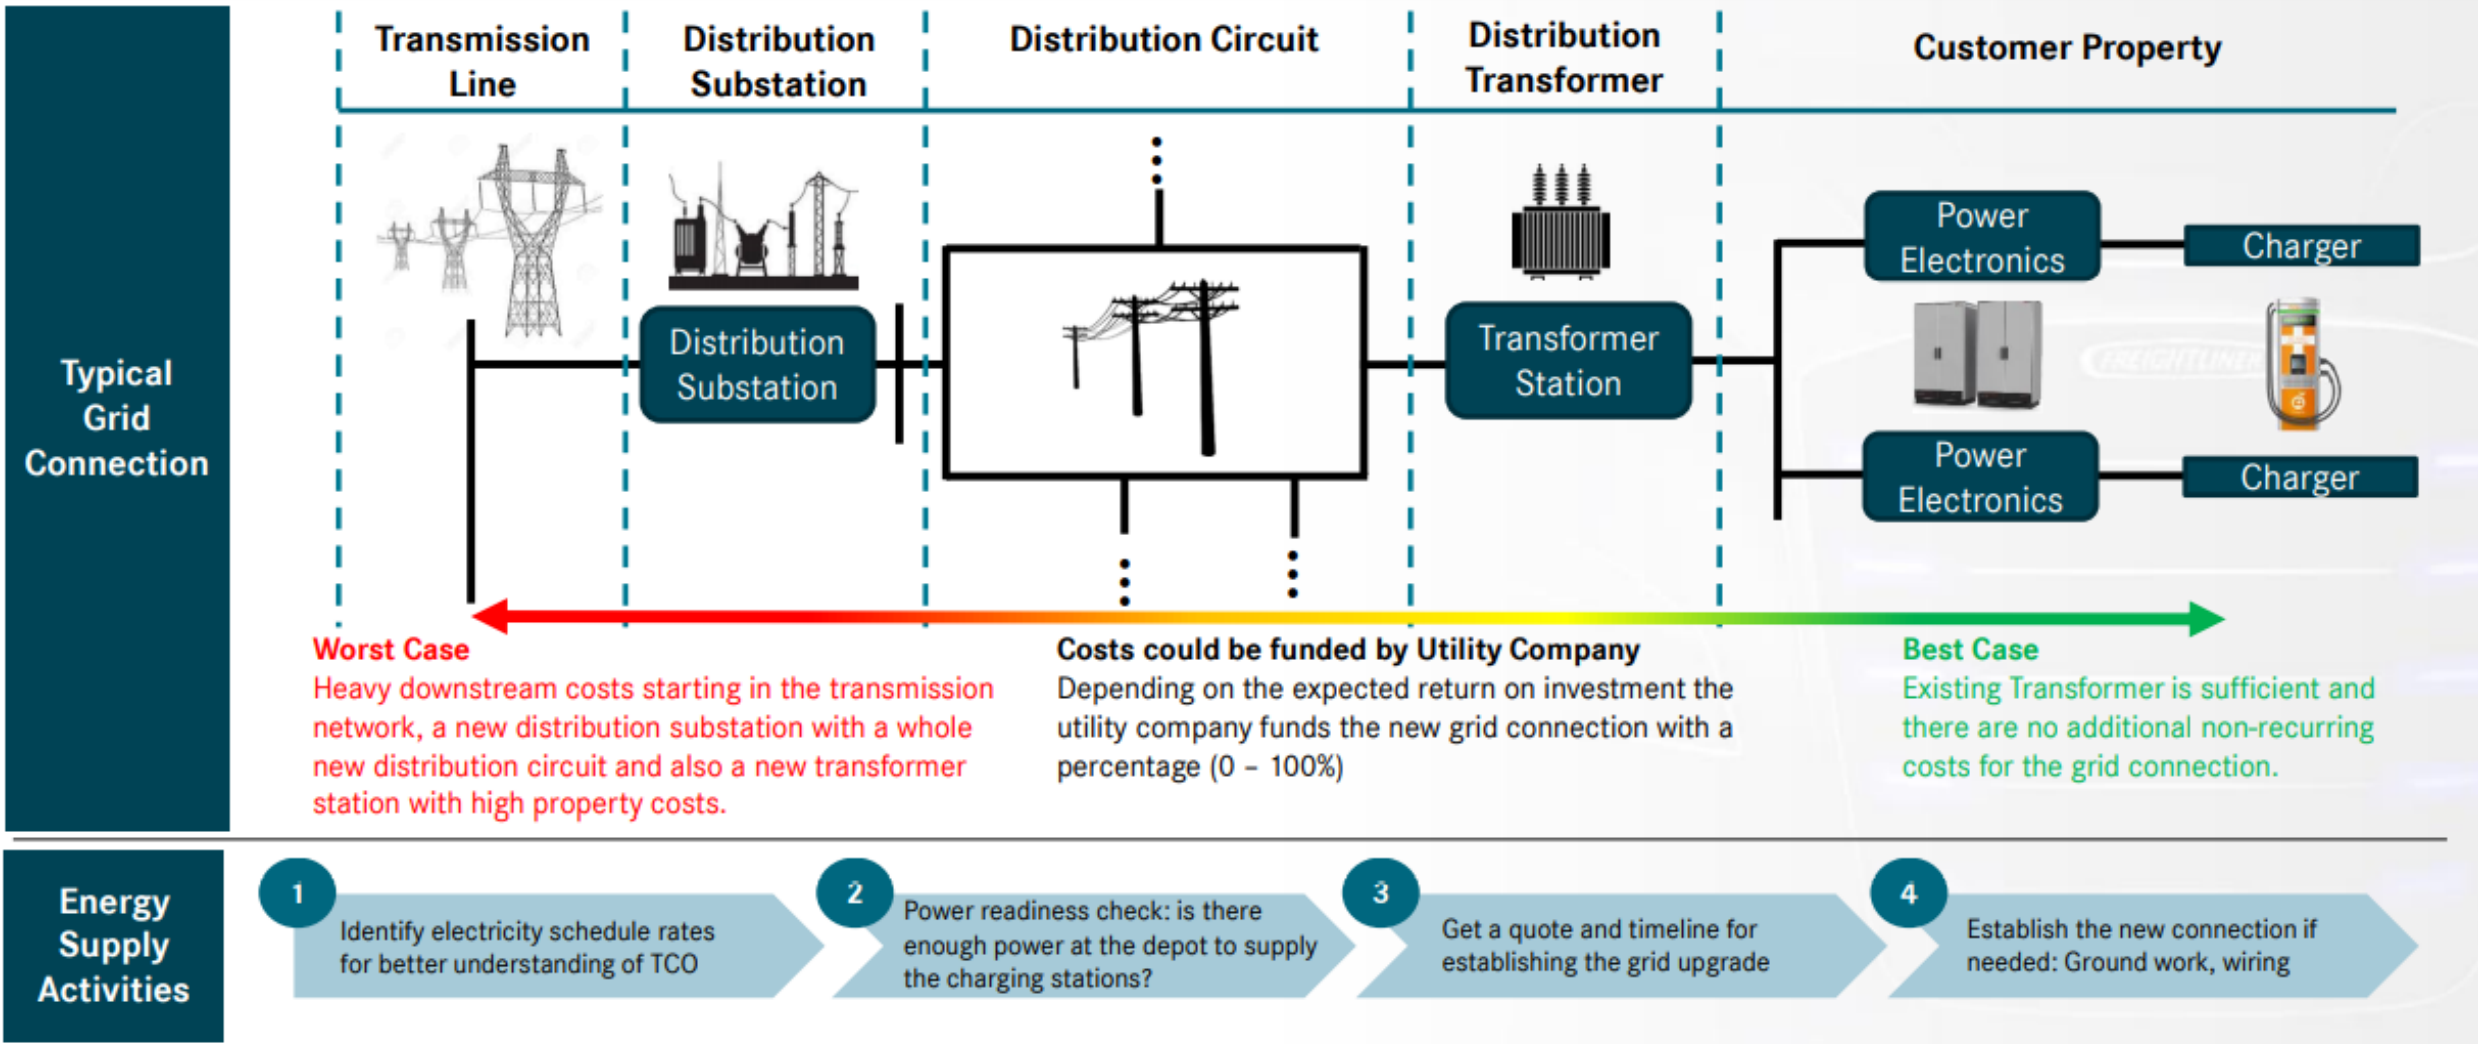 Transmission
Line
Distribution
Substation
Distribution Circuit
Distribution
Transformer
Customer Property
Typical
Grid
Connection
Distribution
Substation
Transformer
Station
Power
Electronics
Charger
FREIGHTLINER
Power
Electronics
Charger
Worst Case
Heavy downstream costs starting in the transmission
network, a new distribution substation with a whole
new distribution circuit and also a new transformer
station with high property costs.
Costs could be funded by Utility Company
Depending on the expected return on investment the
utility company funds the new grid connection with a
percentage (0 – 100%)
Best Case
Existing Transformer is sufficient and
there are no additional non-recurring
costs for the grid connection.
Energy
Supply
Activities
1
Identify electricity schedule rates
for better understanding of TCO
2
Power readiness check: is there
enough power at the depot to supply
the charging stations?
3
Get a quote and timeline for
establishing the grid upgrade
4
Establish the new connection if
needed: Ground work, wiring